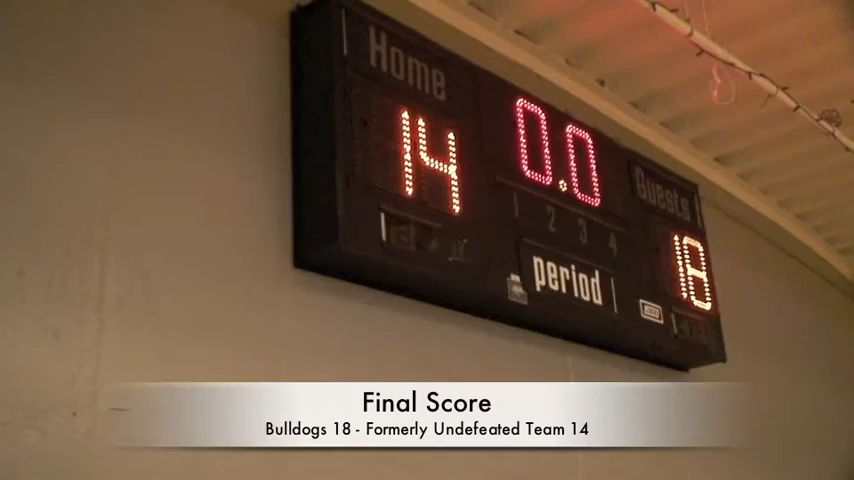 Home
14
0.0
Guests
18
1 2 3 4
period
Final Score
Bulldogs 18 - Formerly Undefeated Team 14